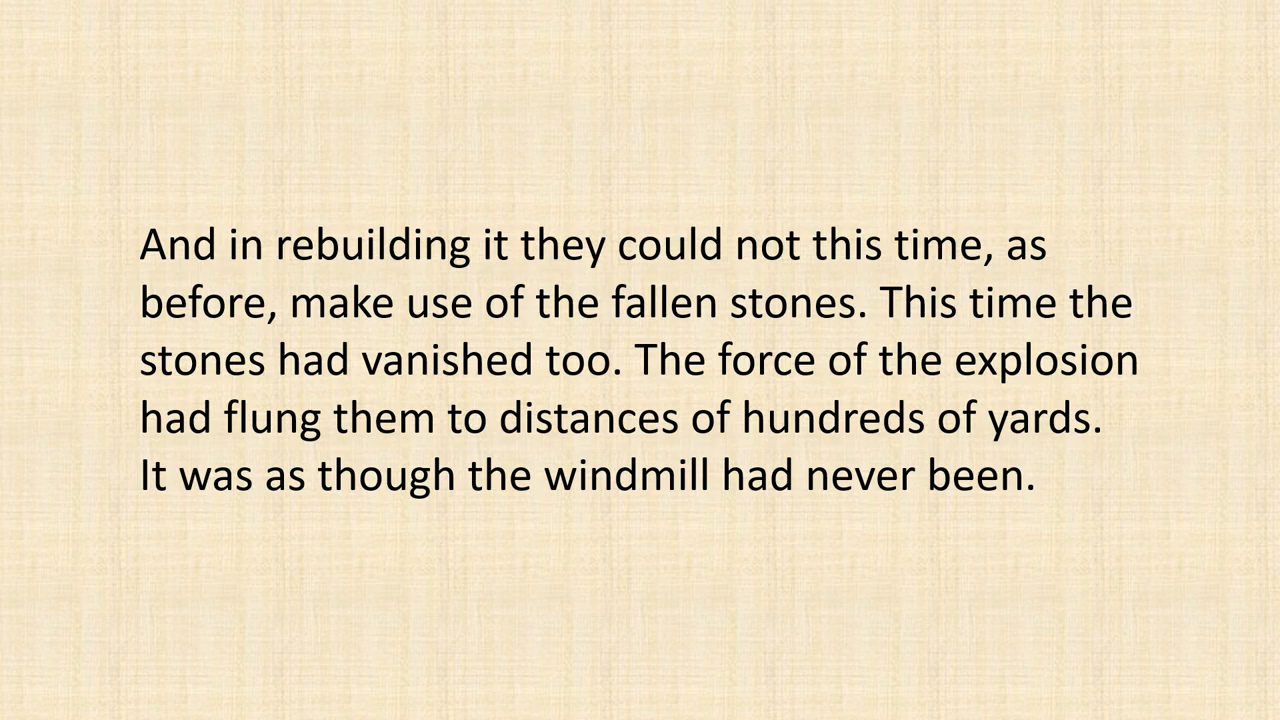 And in rebuilding it they could not this time, as
before, make use of the fallen stones. This time the
stones had vanished too. The force of the explosion
had flung them to distances of hundreds of yards.
It was as though the windmill had never been.